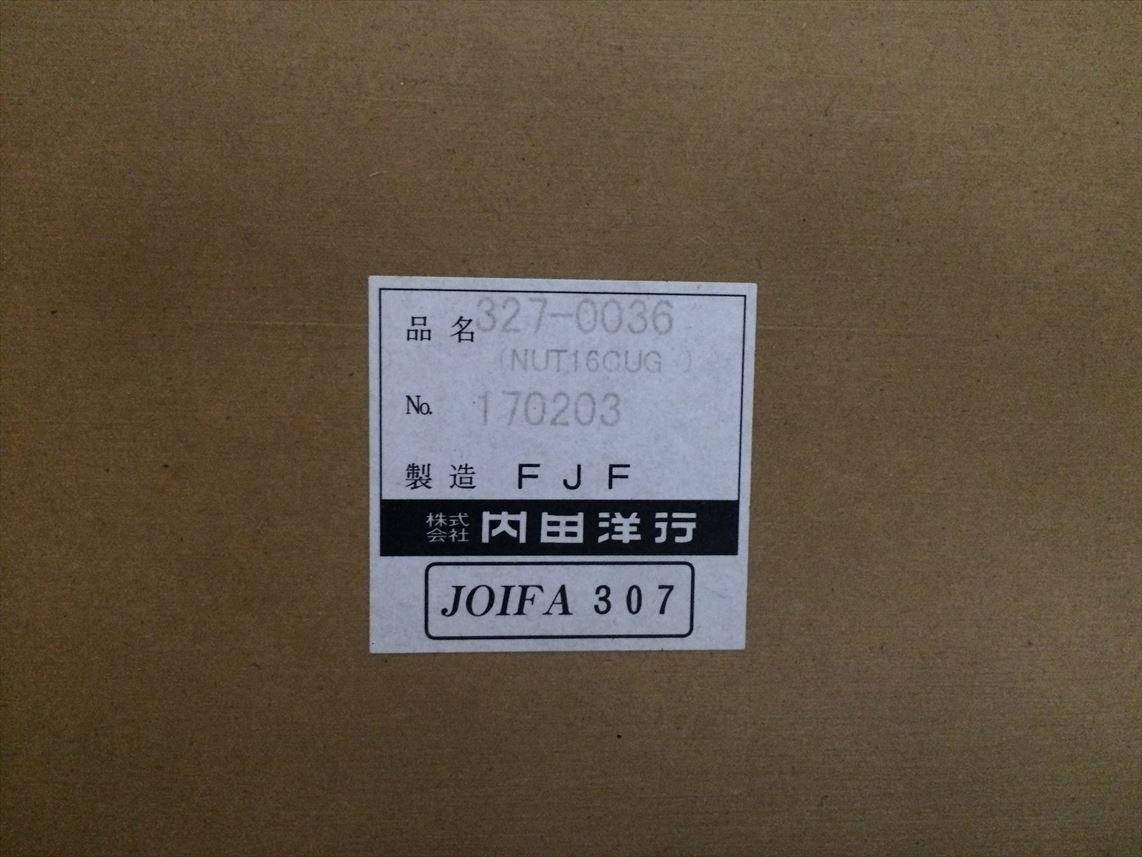 品名 327-0036
(NUT16CUG )
No. 170203
製造 FJF
株式会社 内田洋行
JOIFA 307